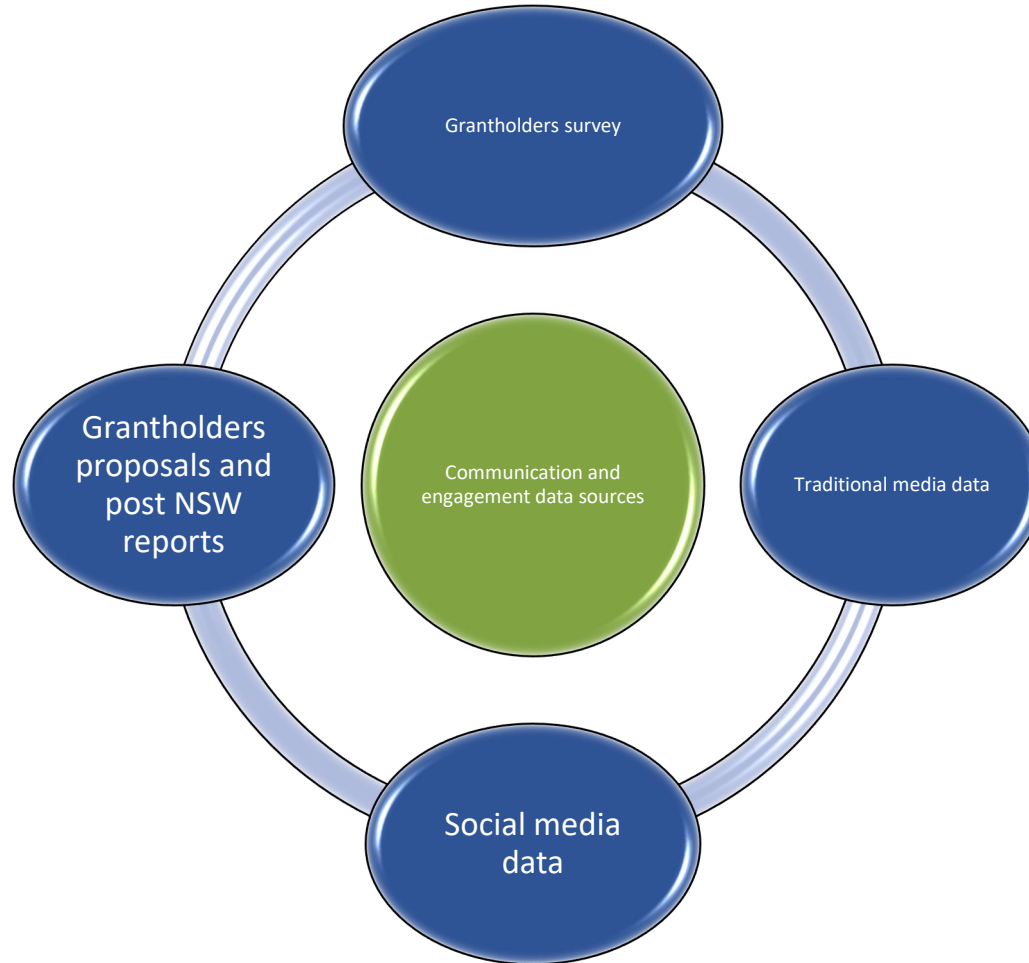 Grantholders survey
Grantholders
proposals and
post NSW
reports
Communication and
engagement data sources
Traditional media data
Social media
data